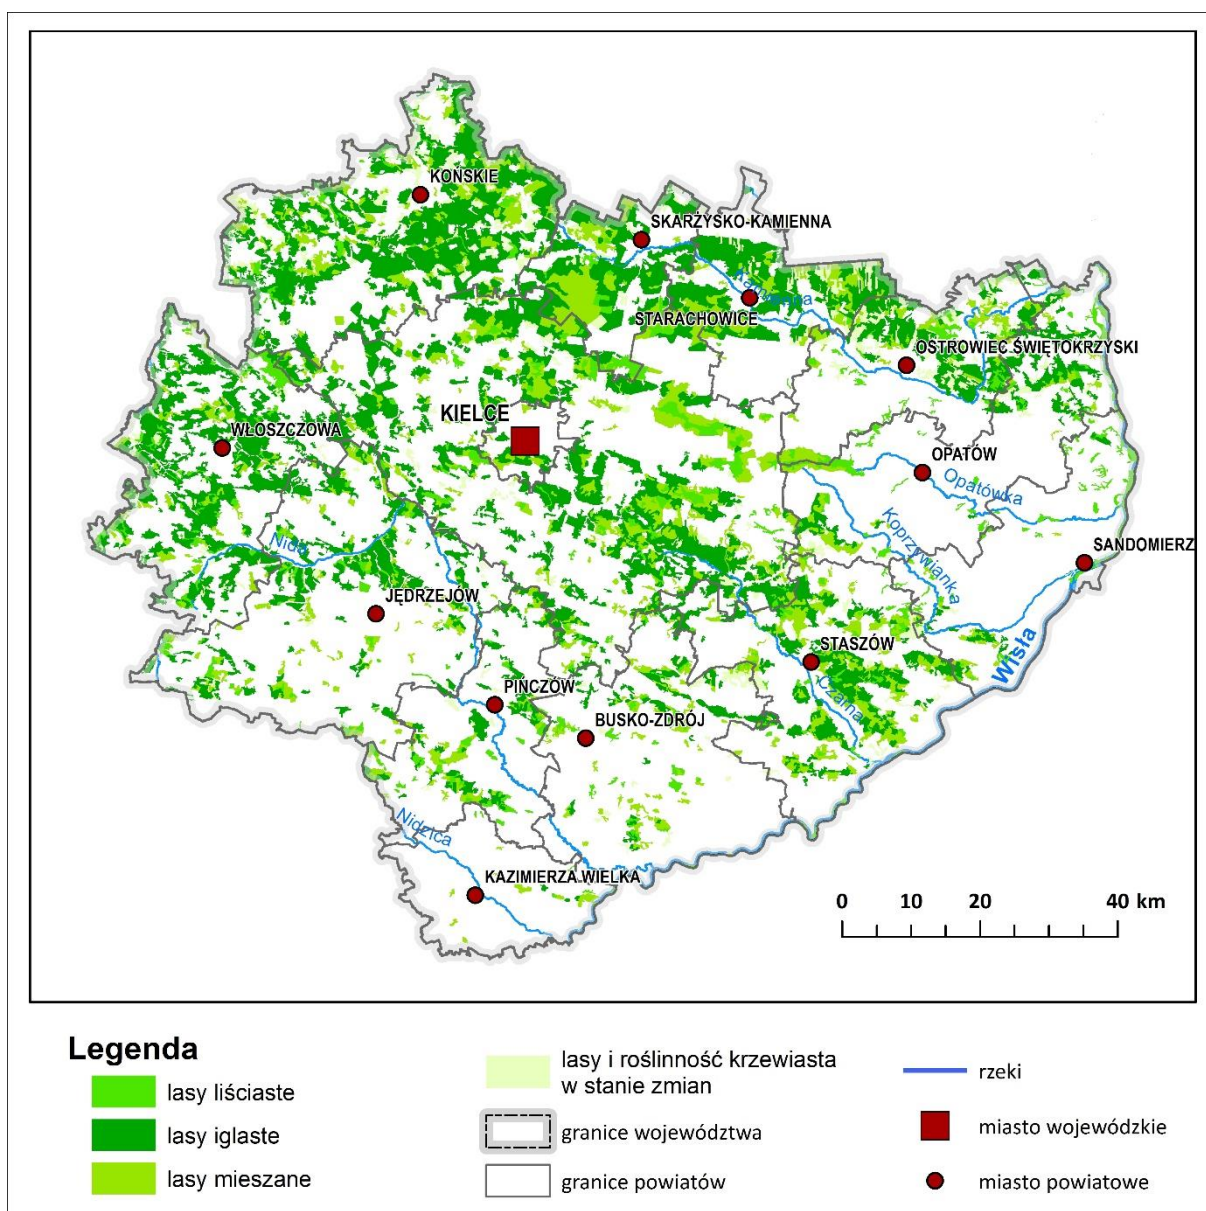 KOŃSKIE
SKARŻYSKO-KAMIENNA
Kamienna
STARACHOWICE
OSTROWIEC ŚWIĘTOKRZYSKI
KIELCE
WŁOSZCZOWA
OPATÓW
Opatówka
Koprzywianka
Nida
SANDOMIERZ
JĘDRZEJÓW
STASZÓW
Wisła
PIŃCZÓW
Czarna
BUSKO-ZDRÓJ
Nidzica
KAZIMIERZA WIELKA
0 10 20 40 km
Legenda
lasy liściaste
lasy iglaste
lasy mieszane
lasy i roślinność krzewiasta
w stanie zmian
granice województwa
granice powiatów
rzeki
miasto wojewódzkie
miasto powiatowe